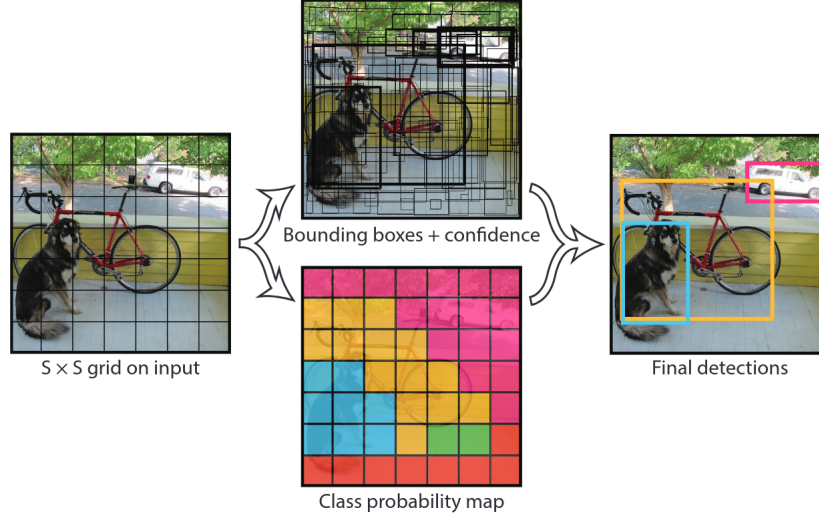 S × S grid on input
Bounding boxes + confidence
Class probability map
Final detections